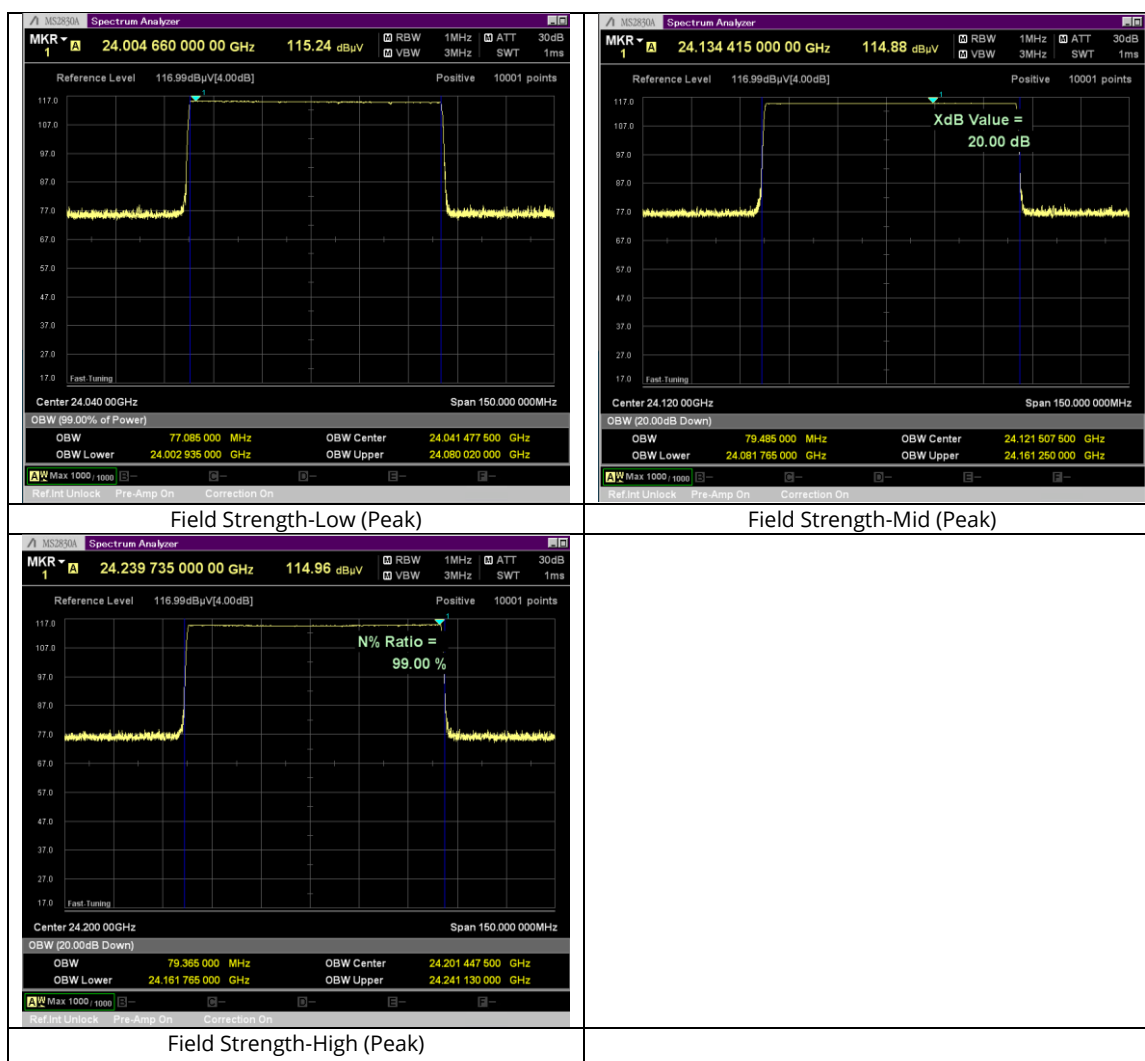 MS2830A Spectrum Analyzer
MKR 1 A 24.004 660 000 00 GHz 115.24 dBµV
M RBW 1MHz M ATT 30dB
M VBW 3MHz SWT 1ms
Reference Level 116.99dBµV[4.00dB] Positive 10001 points
1
117.0
107.0
97.0
87.0
77.0
67.0
57.0
47.0
37.0
27.0
17.0 Fast-Tuning
Center 24.040 00GHz Span 150.000 000MHz
OBW (99.00% of Power)
OBW 77.085 000 MHz OBW Center 24.041 477 500 GHz
OBW Lower 24.002 935 000 GHz OBW Upper 24.080 020 000 GHz
A W Max 1000 / 1000 B— C— D— E— F—
Ref.Int Unlock Pre-Amp On Correction On
Field Strength-Low (Peak)
MS2830A Spectrum Analyzer
MKR 1 A 24.134 415 000 00 GHz 114.88 dBµV
M RBW 1MHz M ATT 30dB
M VBW 3MHz SWT 1ms
Reference Level 116.99dBµV[4.00dB] Positive 10001 points
1
XdB Value =
20.00 dB
117.0
107.0
97.0
87.0
77.0
67.0
57.0
47.0
37.0
27.0
17.0 Fast-Tuning
Center 24.120 00GHz Span 150.000 000MHz
OBW (20.00dB Down)
OBW 79.485 000 MHz OBW Center 24.121 507 500 GHz
OBW Lower 24.081 765 000 GHz OBW Upper 24.161 250 000 GHz
A W Max 1000 / 1000 B— C— D— E— F—
Ref.Int Unlock Pre-Amp On Correction On
Field Strength-Mid (Peak)
MS2830A Spectrum Analyzer
MKR 1 A 24.239 735 000 00 GHz 114.96 dBµV
M RBW 1MHz M ATT 30dB
M VBW 3MHz SWT 1ms
Reference Level 116.99dBµV[4.00dB] Positive 10001 points
1
N% Ratio =
99.00 %
117.0
107.0
97.0
87.0
77.0
67.0
57.0
47.0
37.0
27.0
17.0 Fast-Tuning
Center 24.200 00GHz Span 150.000 000MHz
OBW (20.00dB Down)
OBW 79.365 000 MHz OBW Center 24.201 447 500 GHz
OBW Lower 24.161 765 000 GHz OBW Upper 24.241 130 000 GHz
A W Max 1000 / 1000 B— C— D— E— F—
Ref.Int Unlock Pre-Amp On Correction On
Field Strength-High (Peak)